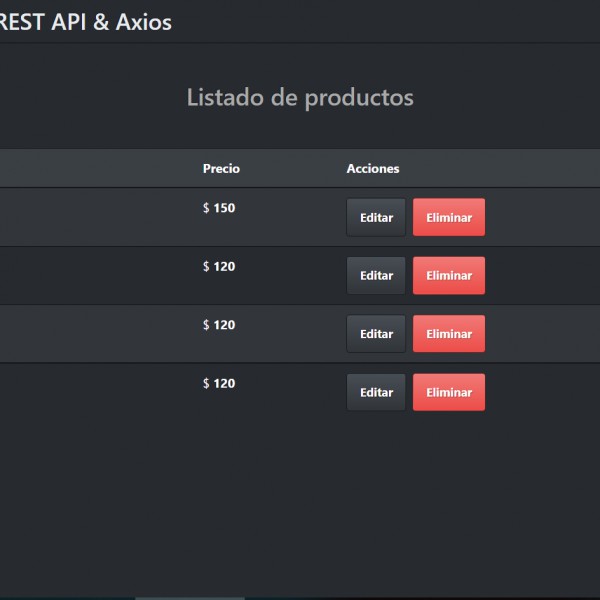 REST API & Axios
Listado de productos
Precio Acciones
$ 150 Editar Eliminar
$ 120 Editar Eliminar
$ 120 Editar Eliminar
$ 120 Editar Eliminar